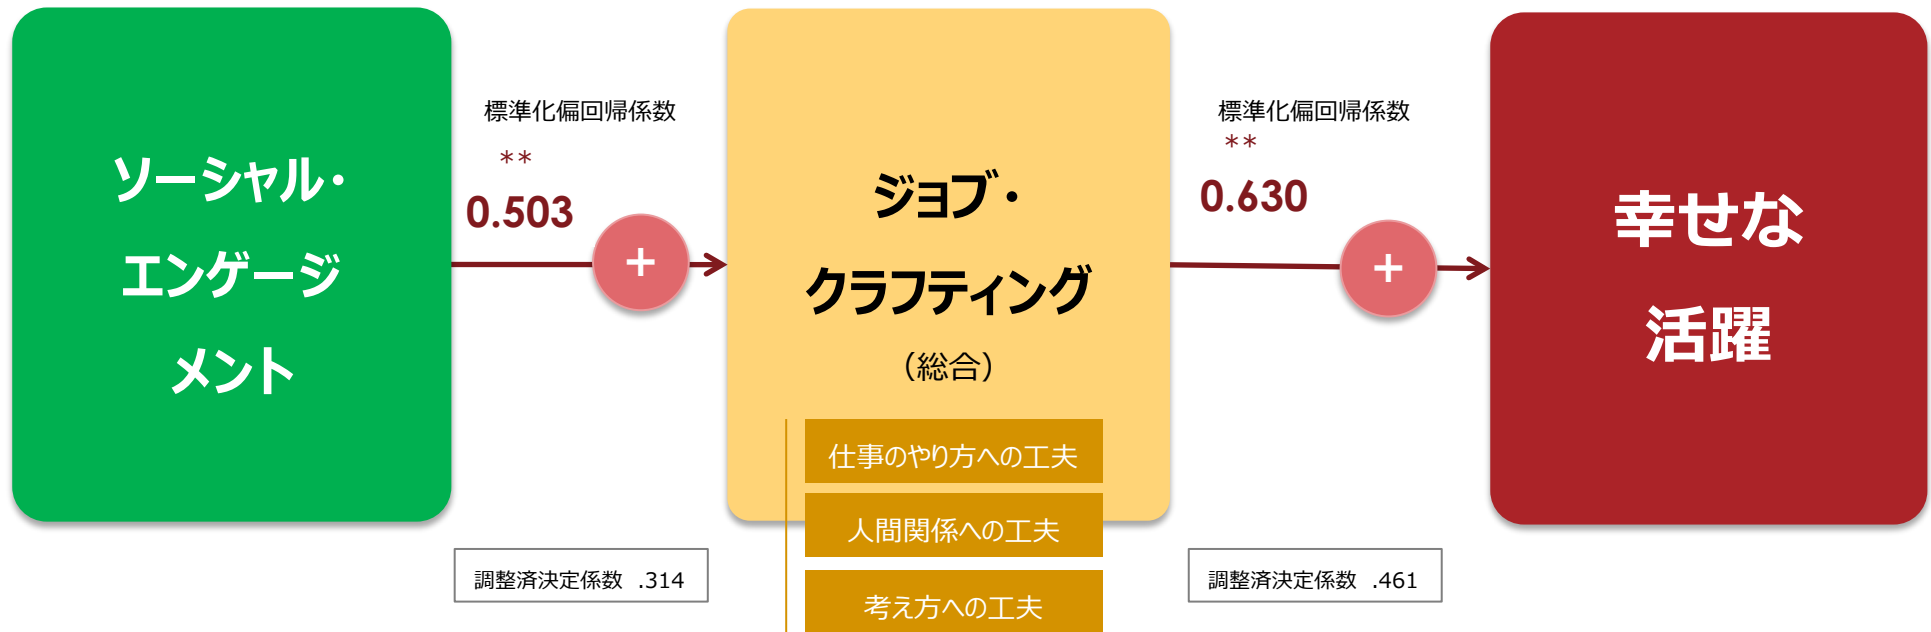 ソーシャル・
エンゲージ
メント
標準化偏回帰係数
**
0.503
+
ジョブ・
クラフティング
（総合）
仕事のやり方への工夫
人間関係への工夫
考え方への工夫
標準化偏回帰係数
**
0.630
+
幸せな
活躍
調整済決定係数 .314
調整済決定係数 .461